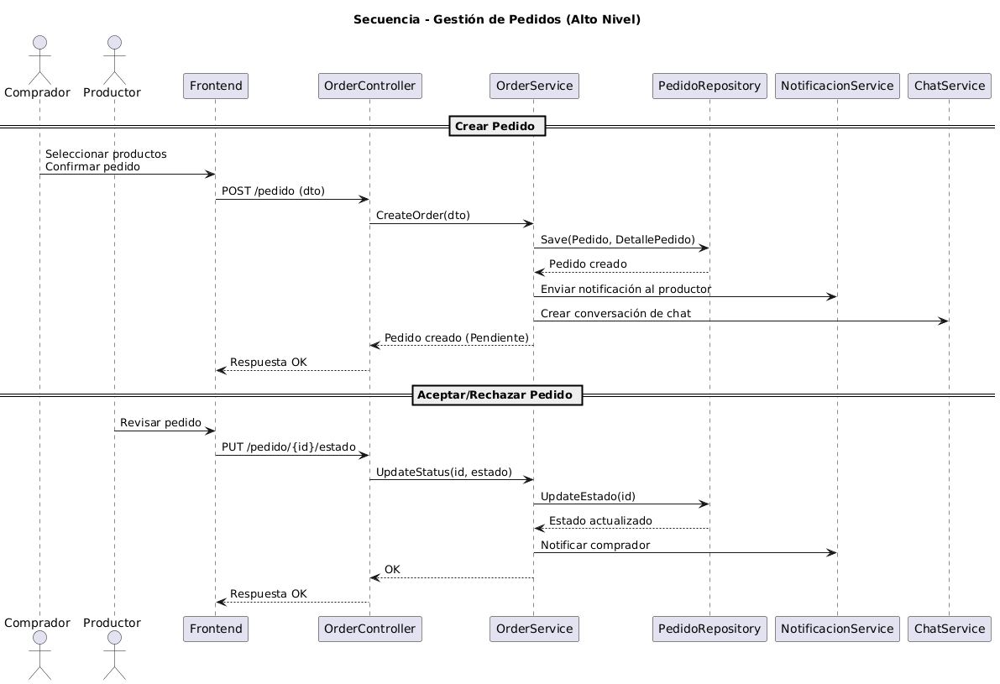 Secuencia - Gestión de Pedidos (Alto Nivel)
Comprador
Productor
Frontend
OrderController
OrderService
PedidoRepository
NotificacionService
ChatService
Crear Pedido
Seleccionar productos
Confirmar pedido
POST /pedido (dto)
CreateOrder(dto)
Save(Pedido, DetallePedido)
Pedido creado
Enviar notificación al productor
Crear conversación de chat
Pedido creado (Pendiente)
Respuesta OK
Aceptar/Rechazar Pedido
Revisar pedido
PUT /pedido/{id}/estado
UpdateStatus(id, estado)
UpdateEstado(id)
Estado actualizado
Notificar comprador
OK
Respuesta OK
Comprador
Productor
Frontend
OrderController
OrderService
PedidoRepository
NotificacionService
ChatService